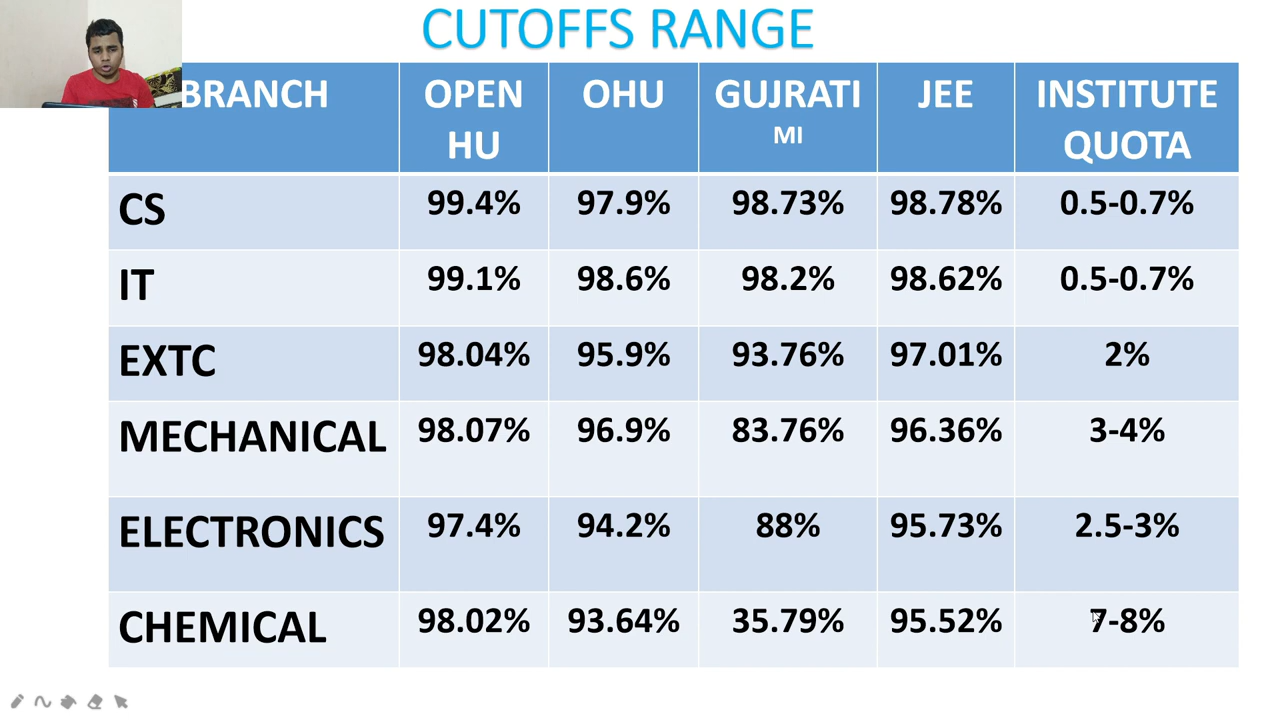 CUTOFFS RANGE
BRANCH OPEN HU OHU GUJRATI MI JEE INSTITUTE QUOTA
CS 99.4% 97.9% 98.73% 98.78% 0.5-0.7%
IT 99.1% 98.6% 98.2% 98.62% 0.5-0.7%
EXTC 98.04% 95.9% 93.76% 97.01% 2%
MECHANICAL 98.07% 96.9% 83.76% 96.36% 3-4%
ELECTRONICS 97.4% 94.2% 88% 95.73% 2.5-3%
CHEMICAL 98.02% 93.64% 35.79% 95.52% 7-8%